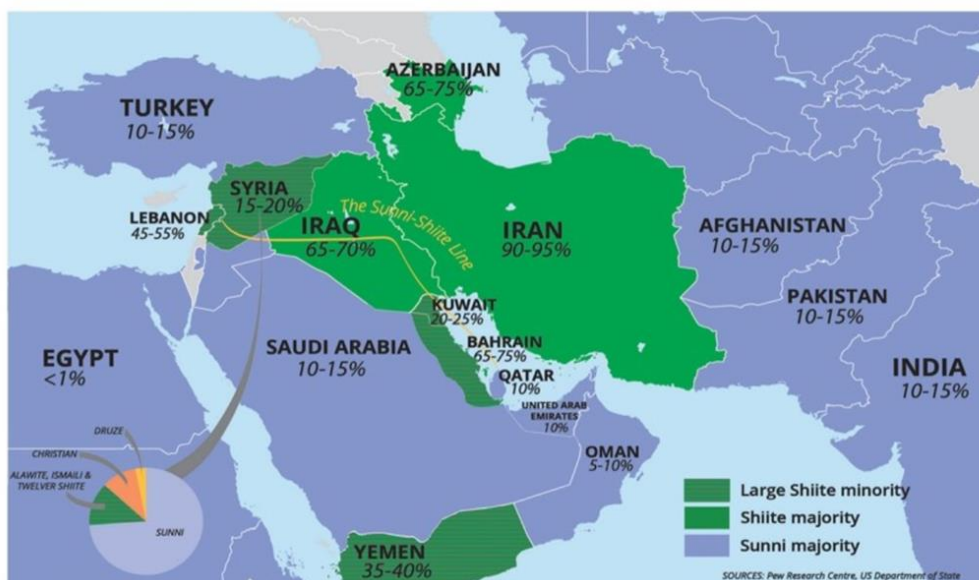 AZERBAIJAN
65-75%
TURKEY
10-15%
SYRIA
15-20%
The Sunni-Shiite Line
LEBANON
45-55%
IRAQ
65-70%
IRAN
90-95%
AFGHANISTAN
10-15%
KUWAIT
20-25%
PAKISTAN
10-15%
EGYPT
<1%
SAUDI ARABIA
10-15%
BAHRAIN
65-75%
QATAR
10%
INDIA
10-15%
UNITED ARAB
EMIRATES
10%
OMAN
5-10%
DRUZE
CHRISTIAN
ALAWITE, ISMAILI &
TWELVER SHIITE
SUNNI
YEMEN
35-40%
Large Shiite minority
Shiite majority
Sunni majority
SOURCES: Pew Research Centre, US Department of State